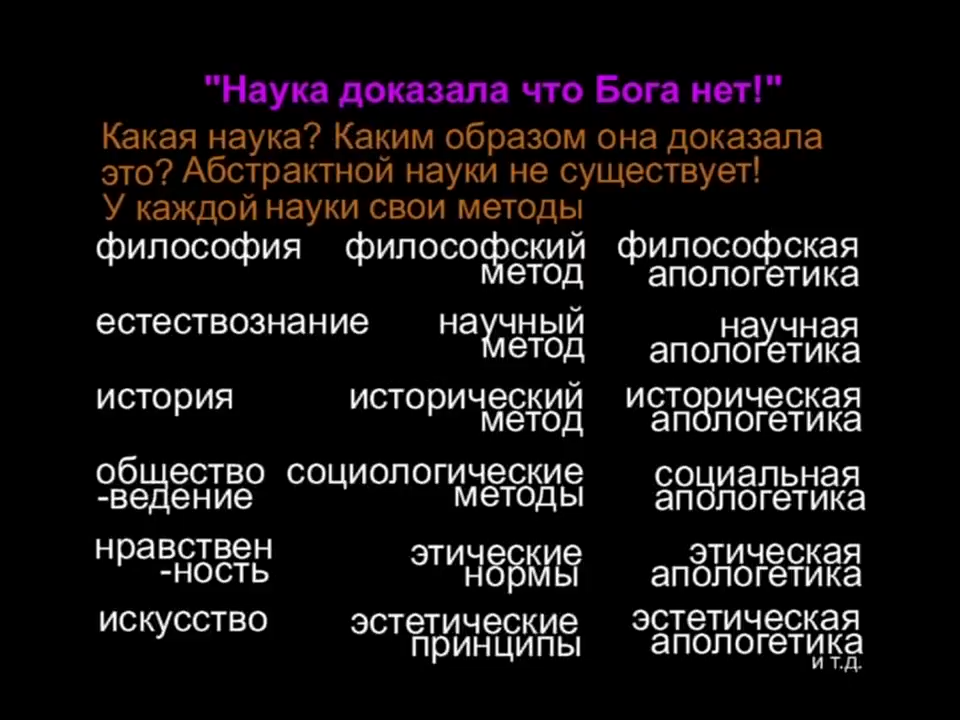 "Наука доказала что Бога нет!"
Какая наука? Каким образом она доказала
это? Абстрактной науки не существует!
У каждой науки свои методы
философия философский метод философская апологетика
естествознание научный метод научная апологетика
история исторический метод историческая апологетика
общество -ведение социологические методы социальная апологетика
нравствен -ность этические нормы этическая апологетика
искусство эстетические принципы эстетическая апологетика
и т.д.